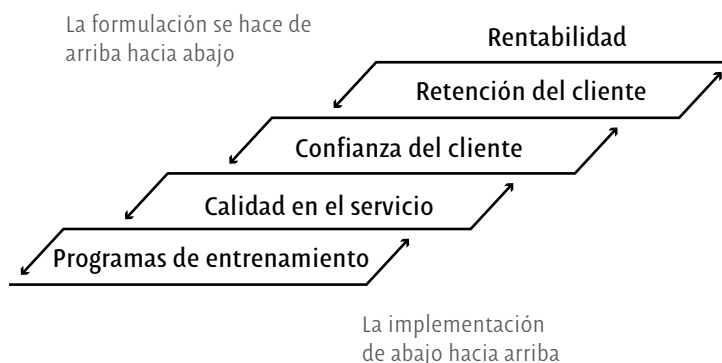 La formulación se hace de
arriba hacia abajo
Rentabilidad
Retención del cliente
Confianza del cliente
Calidad en el servicio
Programas de entrenamiento
La implementación
de abajo hacia arriba